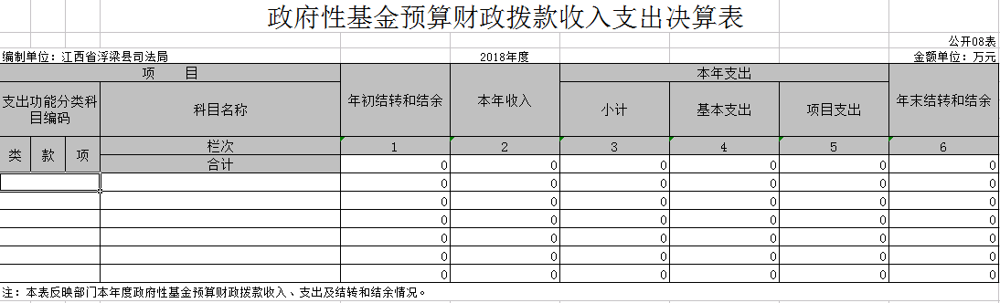 政府性基金预算财政拨款收入支出决算表
公开08表
编制单位：江西省浮梁县司法局 2018年度 金额单位：万元
项 目 年初结转和结余 本年收入 本年支出 年末结转和结余
支出功能分类科目编码 科目名称 小计 基本支出 项目支出
类 款 项 栏次 1 2 3 4 5 6
合计 0 0 0 0 0 0
0 0 0 0 0 0
0 0 0 0 0 0
0 0 0 0 0 0
0 0 0 0 0 0
0 0 0 0 0 0
0 0 0 0 0 0
注：本表反映部门本年度政府性基金预算财政拨款收入、支出及结转和结余情况。